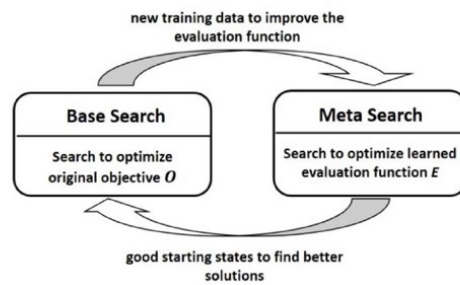 new training data to improve the
evaluation function
Base Search
Search to optimize
original objective O
Meta Search
Search to optimize learned
evaluation function E
good starting states to find better
solutions